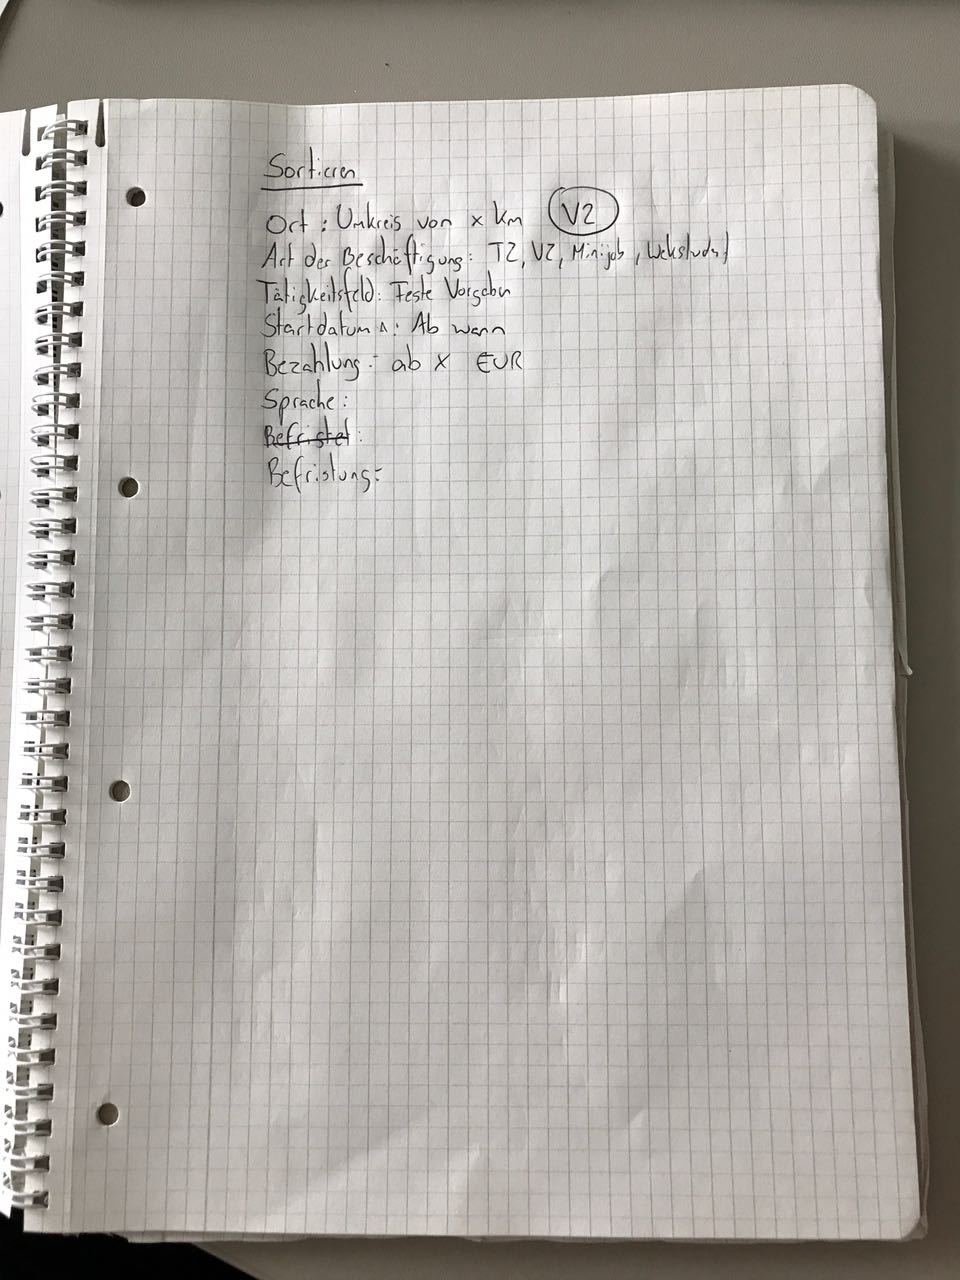 Sortieren
Ort : Umkreis von x km V2
Art der Beschäftigung: TZ, VZ, Minijob, Wekstudnt
Tätigkeitsfeld: Feste Vorgaben
Startdatum : Ab wann
Bezahlung: ab x EUR
Sprache:
Befristet:
Befristung: